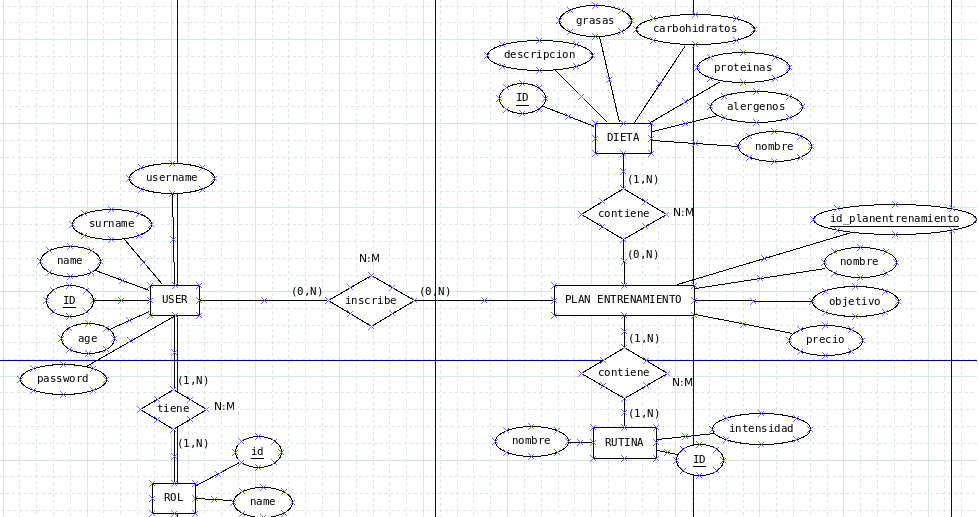 grasas
carbohidratos
descripcion
proteinas
ID
alergenos
DIETA
nombre
(1,N)
username
contiene
N:M
surname
id_planentrenamiento
(0,N)
name
N:M
nombre
ID
USER
(0,N)
inscribe
(0,N)
PLAN ENTRENAMIENTO
objetivo
age
(1,N)
precio
password
(1,N)
contiene
N:M
tiene
N:M
(1,N)
intensidad
nombre
RUTINA
(1,N)
id
ID
ROL
name